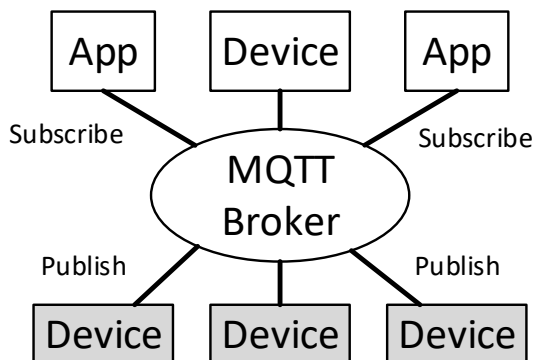 App
Device
App
Subscribe
Subscribe
MQTT
Broker
Publish
Publish
Device
Device
Device